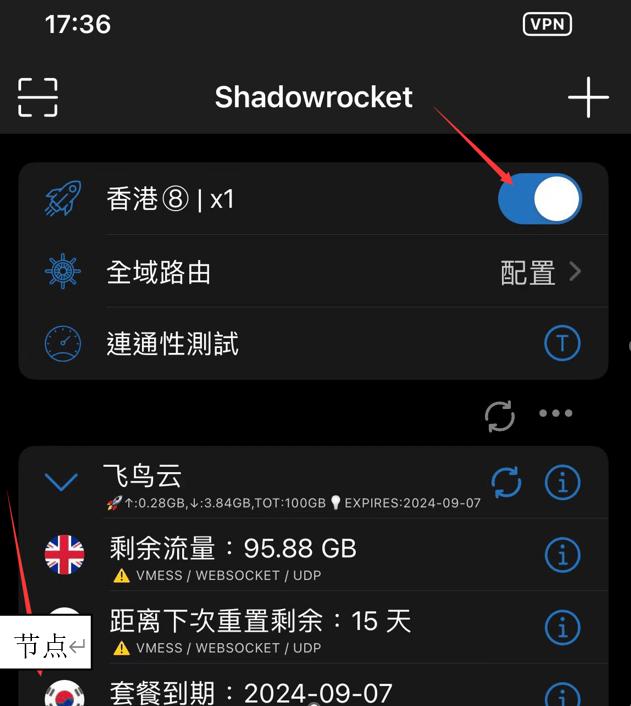 17:36
VPN
Shadowrocket
香港⑧ | x1
全域路由
配置
連通性測試
T
飞鸟云
🚀↑:0.28GB,↓:3.84GB,TOT:100GB💡EXPIRES:2024-09-07
剩余流量：95.88 GB
⚠️ VMESS / WEBSOCKET / UDP
距离下次重置剩余：15 天
⚠️ VMESS / WEBSOCKET / UDP
节点↵
套餐到期：2024-09-07